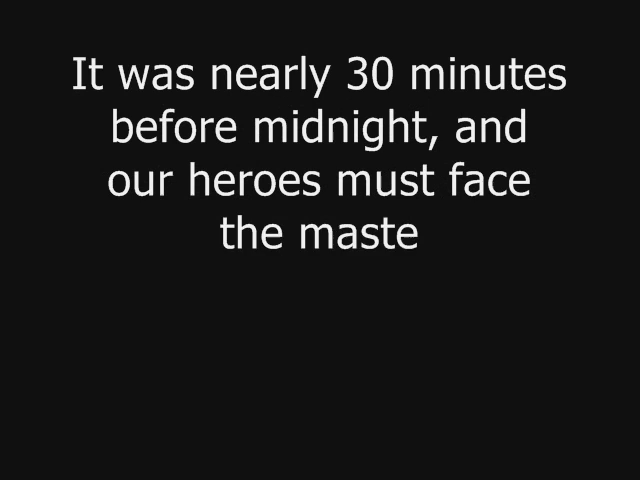 It was nearly 30 minutes
before midnight, and
our heroes must face
the maste